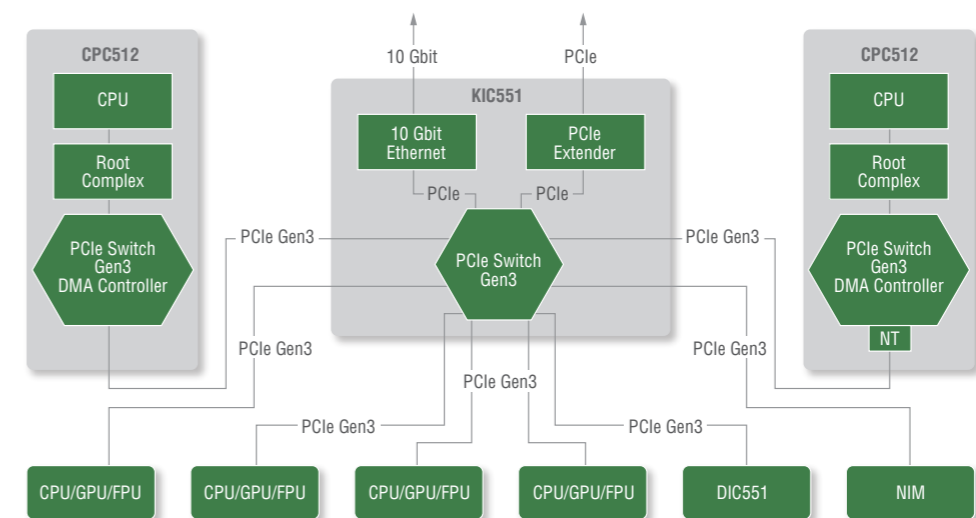 10 Gbit
PCIe
CPC512
CPU
Root
Complex
PCIe Switch
Gen3
DMA Controller
KIC551
10 Gbit
Ethernet
PCIe
Extender
PCIe
PCIe
PCIe Switch
Gen3
CPC512
CPU
Root
Complex
PCIe Switch
Gen3
DMA Controller
NT
PCIe Gen3
PCIe Gen3
PCIe Gen3
PCIe Gen3
PCIe Gen3
PCIe Gen3
PCIe Gen3
CPU/GPU/FPU
CPU/GPU/FPU
CPU/GPU/FPU
CPU/GPU/FPU
DIC551
NIM